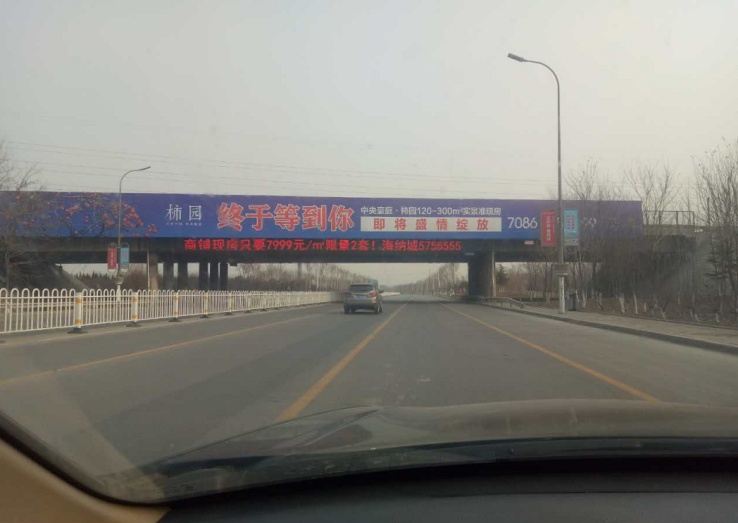 柿园
终于等到你
中央豪庭·柿园120-300㎡实景准现房
即将盛情绽放
7086
商铺现房只要7999元/㎡限量2套！海纳城5755555